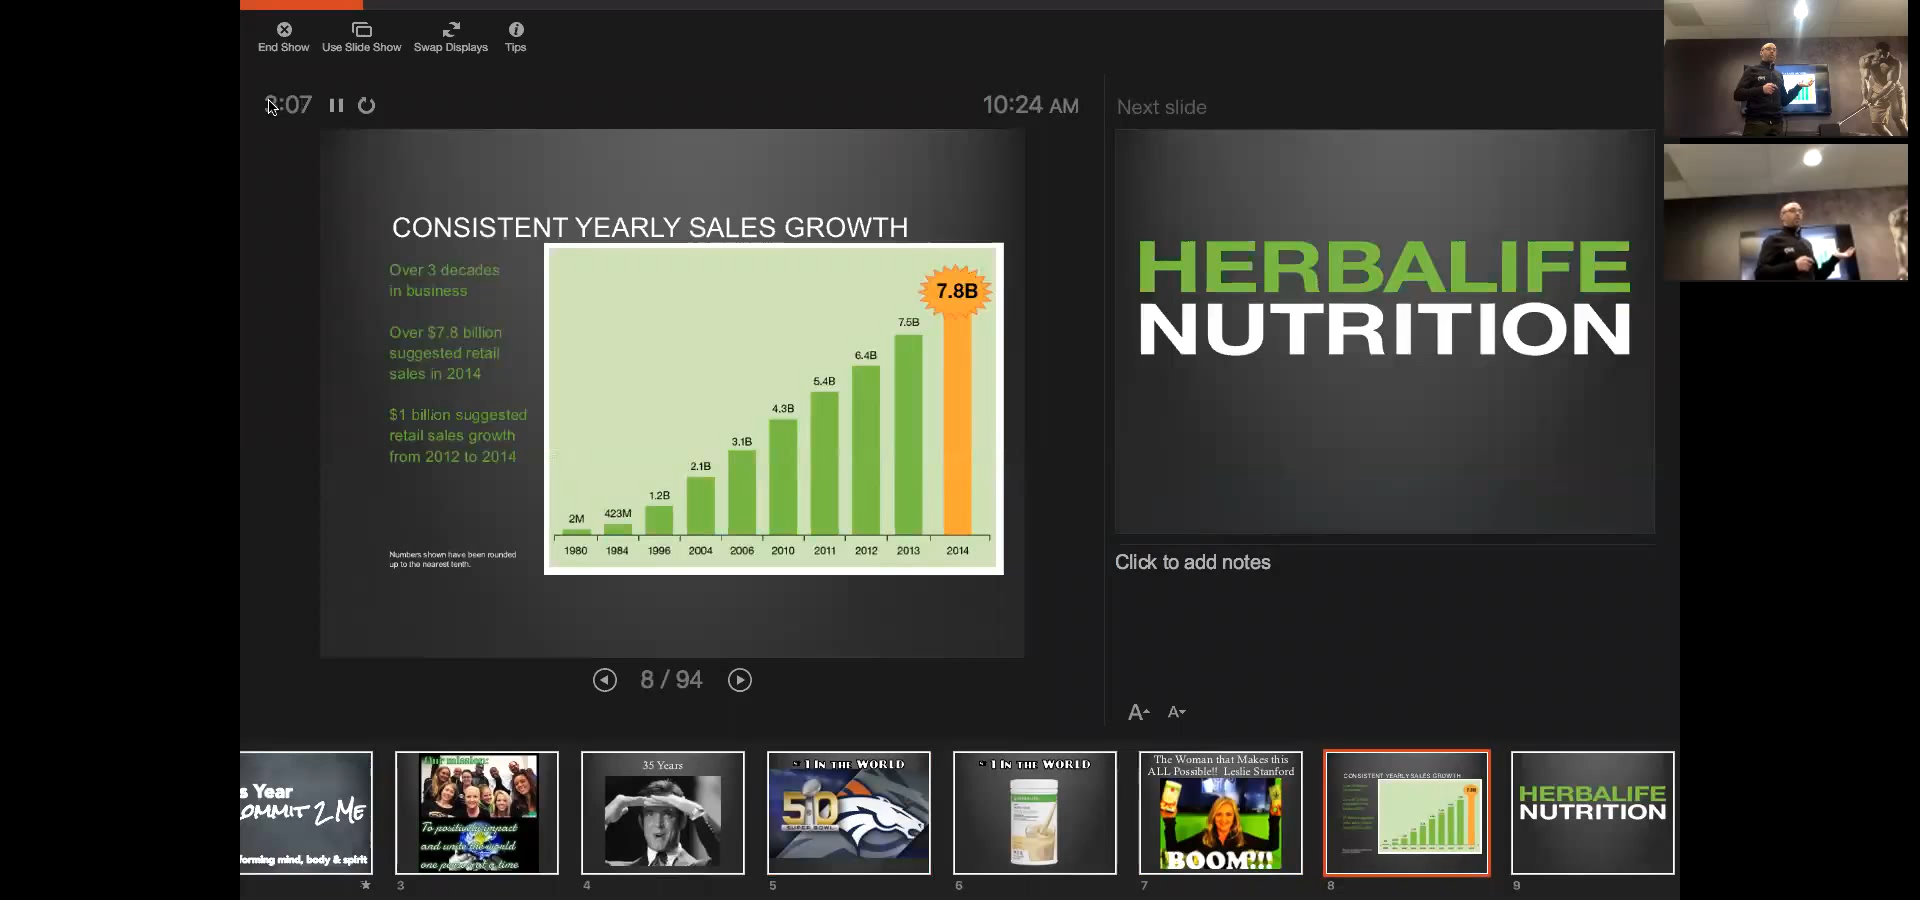 End Show
Use Slide Show
Swap Displays
Tips
:07
10:24 AM
Next slide
CONSISTENT YEARLY SALES GROWTH
Over 3 decades
in business
Over $7.8 billion
suggested retail
sales in 2014
$1 billion suggested
retail sales growth
from 2012 to 2014
Numbers shown have been rounded
up to the nearest tenth.
7.8B
7.5B
6.4B
5.4B
4.3B
3.1B
2.1B
1.2B
423M
2M
1980 1984 1996 2004 2006 2010 2011 2012 2013 2014
HERBALIFE
NUTRITION
Click to add notes
8 / 94
A
A
s Year
OMMIT 2 ME
forming mind, body & spirit
Our mission:
To positively impact
and unite the world
one person at a time
3
35 Years
4
# 1 IN THE WORLD
50
SUPER BOWL
5
# 1 IN THE WORLD
6
The Woman that Makes this
ALL Possible!! Leslie Stanford
BOOM!!!
7
CONSISTENT YEARLY SALES GROWTH
8
HERBALIFE
NUTRITION
9